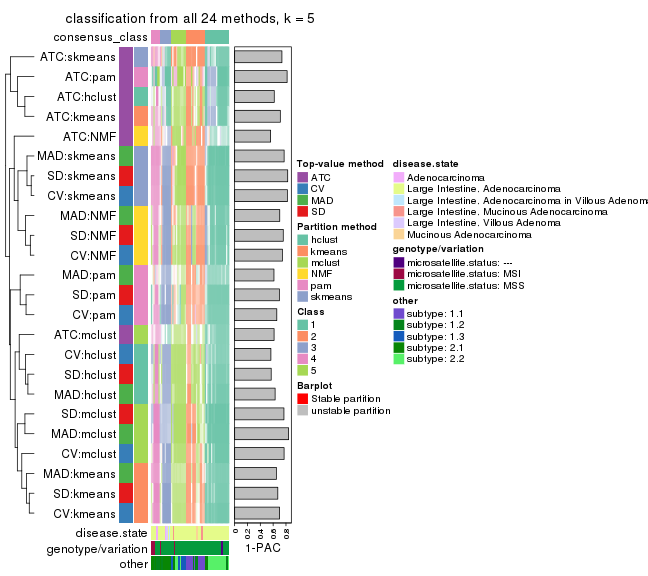 classification from all 24 methods, k = 5
consensus_class
ATC:skmeans
ATC:pam
ATC:hclust
ATC:kmeans
ATC:NMF
MAD:skmeans
SD:skmeans
CV:skmeans
MAD:NMF
SD:NMF
CV:NMF
MAD:pam
SD:pam
CV:pam
ATC:mclust
CV:hclust
SD:hclust
MAD:hclust
SD:mclust
MAD:mclust
CV:mclust
MAD:kmeans
SD:kmeans
CV:kmeans
disease.state
genotype/variation
other
0
0.2
0.4
0.6
0.8
1-PAC
Top-value method
ATC
CV
MAD
SD
Partition method
hclust
kmeans
mclust
NMF
pam
skmeans
Class
1
2
3
4
5
Barplot
Stable partition
unstable partition
disease.state
Adenocarcinoma
Large Intestine. Adenocarcinoma
Large Intestine. Adenocarcinoma in Villous Adenom
Large Intestine. Mucinous Adenocarcinoma
Large Intestine. Villous Adenoma
Mucinous Adenocarcinoma
genotype/variation
microsatellite.status: ---
microsatellite.status: MSI
microsatellite.status: MSS
other
subtype: 1.1
subtype: 1.2
subtype: 1.3
subtype: 2.1
subtype: 2.2